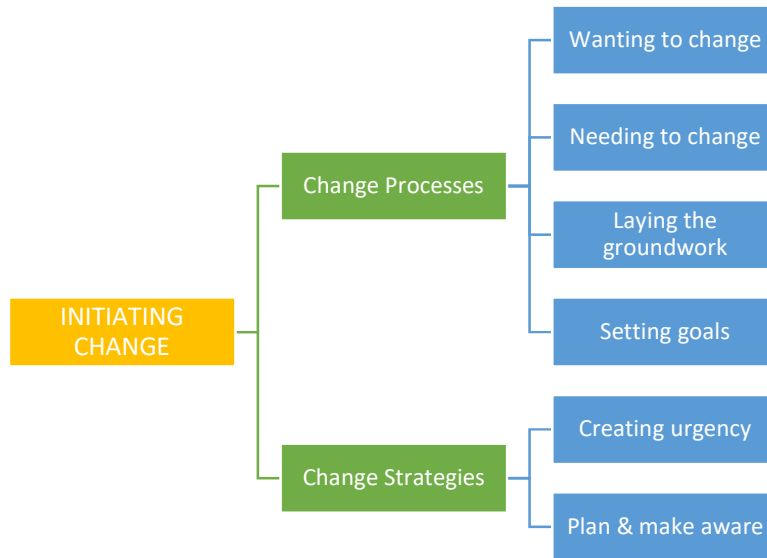 Wanting to change
Needing to change
Change Processes
Laying the
groundwork
INITIATING
CHANGE
Setting goals
Creating urgency
Change Strategies
Plan & make aware